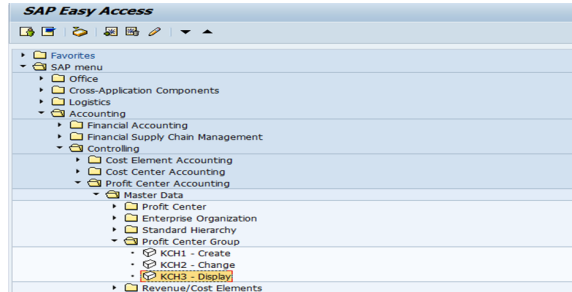 SAP Easy Access
Favorites
SAP menu
Office
Cross-Application Components
Logistics
Accounting
Financial Accounting
Financial Supply Chain Management
Controlling
Cost Element Accounting
Cost Center Accounting
Profit Center Accounting
Master Data
Profit Center
Enterprise Organization
Standard Hierarchy
Profit Center Group
KCH1 - Create
KCH2 - Change
KCH3 - Display
Revenue/Cost Elements